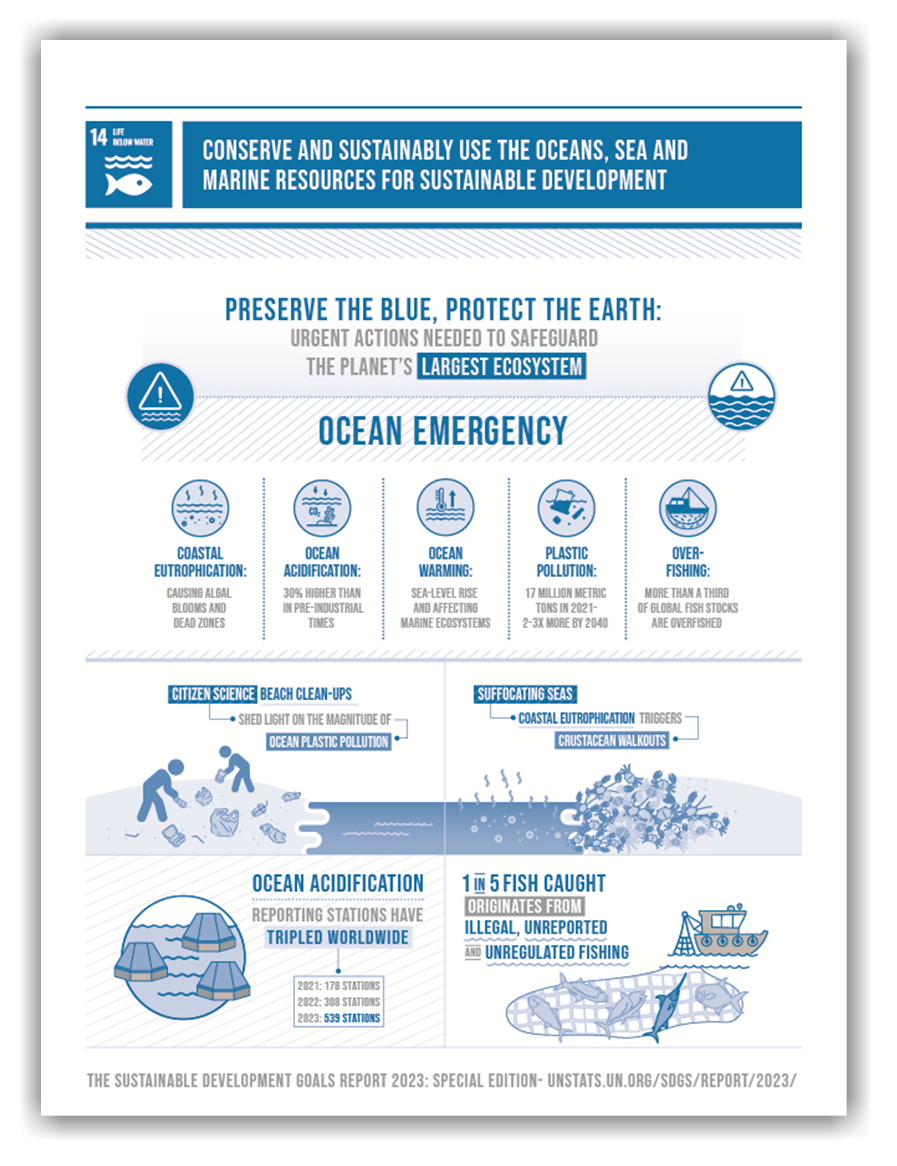 14 LIFE
BELOW WATER
CONSERVE AND SUSTAINABLY USE THE OCEANS, SEA AND
MARINE RESOURCES FOR SUSTAINABLE DEVELOPMENT
PRESERVE THE BLUE, PROTECT THE EARTH:
URGENT ACTIONS NEEDED TO SAFEGUARD
THE PLANET'S LARGEST ECOSYSTEM
OCEAN EMERGENCY
COASTAL
EUTROPHICATION:
CAUSING ALGAL
BLOOMS AND
DEAD ZONES
CO₂
OCEAN
ACIDIFICATION:
30% HIGHER THAN
IN PRE-INDUSTRIAL
TIMES
OCEAN
WARMING:
SEA-LEVEL RISE
AND AFFECTING
MARINE ECOSYSTEMS
PLASTIC
POLLUTION:
17 MILLION METRIC
TONS IN 2021-
2-3X MORE BY 2040
OVER-
FISHING:
MORE THAN A THIRD
OF GLOBAL FISH STOCKS
ARE OVERFISHED
CITIZEN SCIENCE BEACH CLEAN-UPS
SHED LIGHT ON THE MAGNITUDE OF
OCEAN PLASTIC POLLUTION
SUFFOCATING SEAS
COASTAL EUTROPHICATION TRIGGERS
CRUSTACEAN WALKOUTS
OCEAN ACIDIFICATION
REPORTING STATIONS HAVE
TRIPLED WORLDWIDE
2021: 178 STATIONS
2022: 308 STATIONS
2023: 539 STATIONS
1 IN 5 FISH CAUGHT
ORIGINATES FROM
ILLEGAL, UNREPORTED
AND UNREGULATED FISHING
THE SUSTAINABLE DEVELOPMENT GOALS REPORT 2023: SPECIAL EDITION- UNSTATS.UN.ORG/SDGS/REPORT/2023/